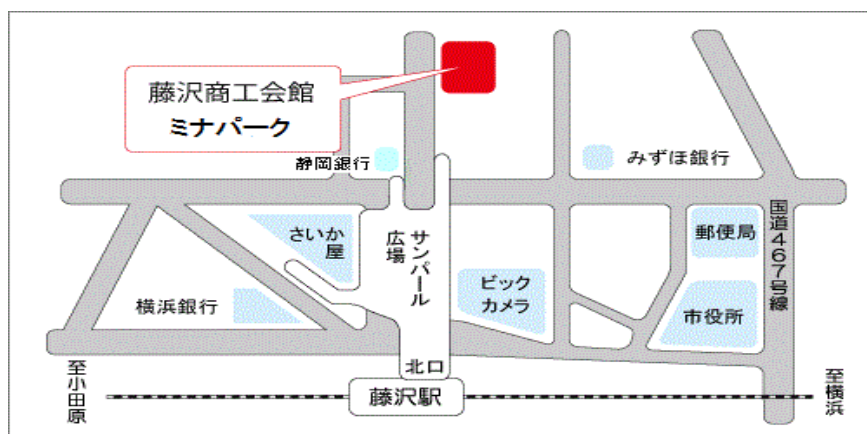 藤沢商工会館
ミナパーク
静岡銀行
みずほ銀行
さいか
屋
サンパール
広場
郵便局
国道467号線
ビック
カメラ
横浜銀行
市役所
北口
至小田原
藤沢駅
至横浜